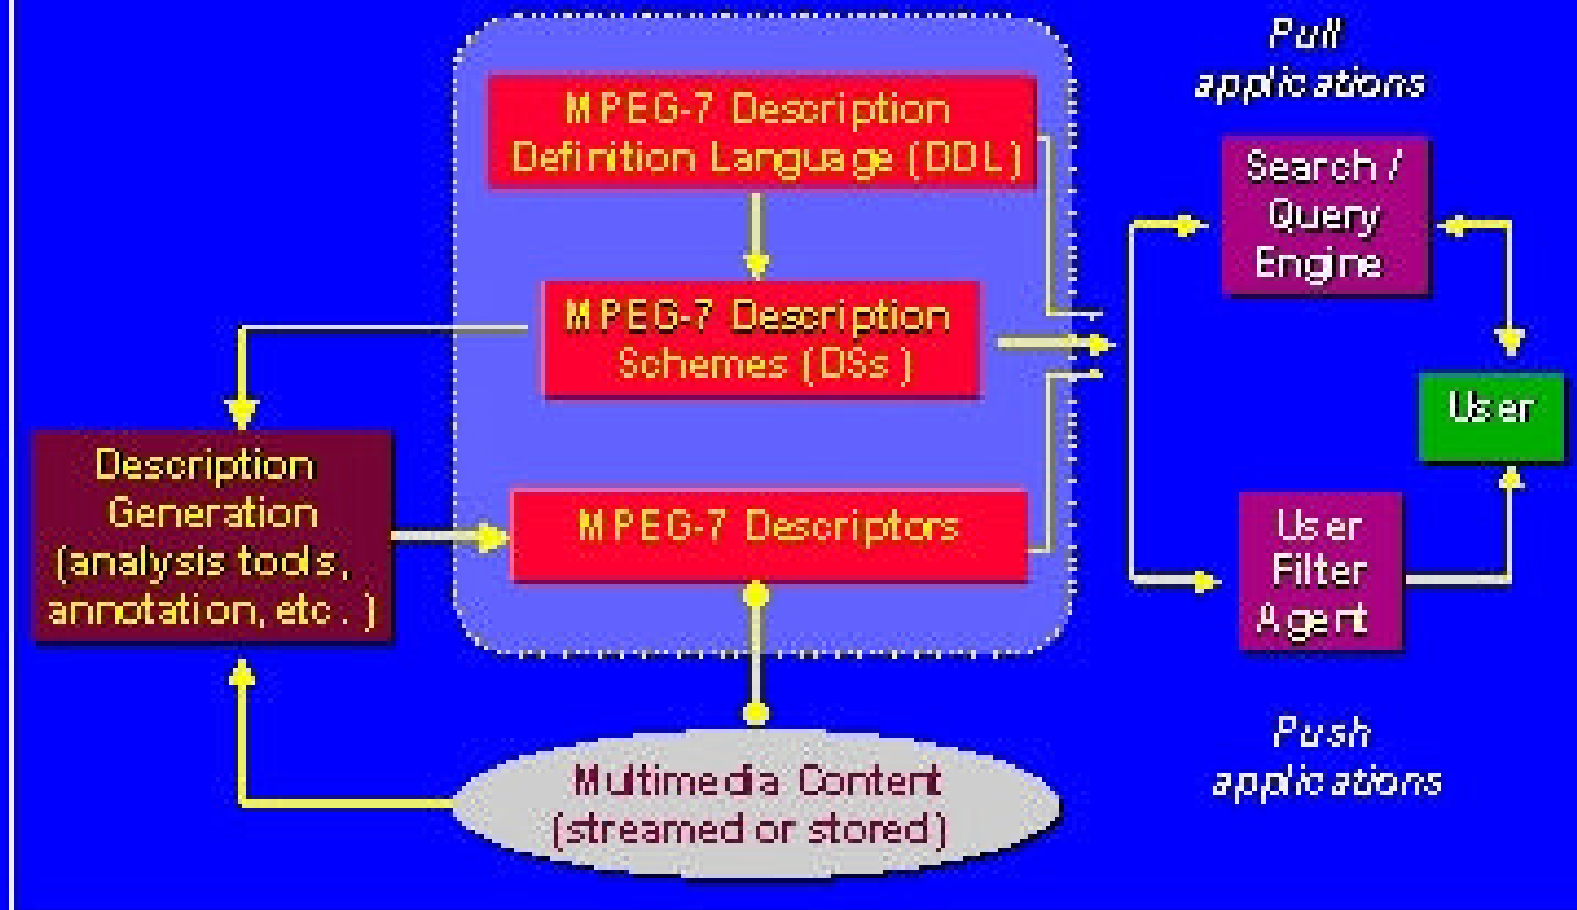 Pull
applications
MPEG-7 Description
Definition Language (DDL)
Search /
Query
Engine
MPEG-7 Description
Schemes (DSs)
User
Description
Generation
(analysis tools,
annotation, etc.)
MPEG-7 Descriptors
User
Filter
Agent
Push
applications
Multimedia Content
(streamed or stored)